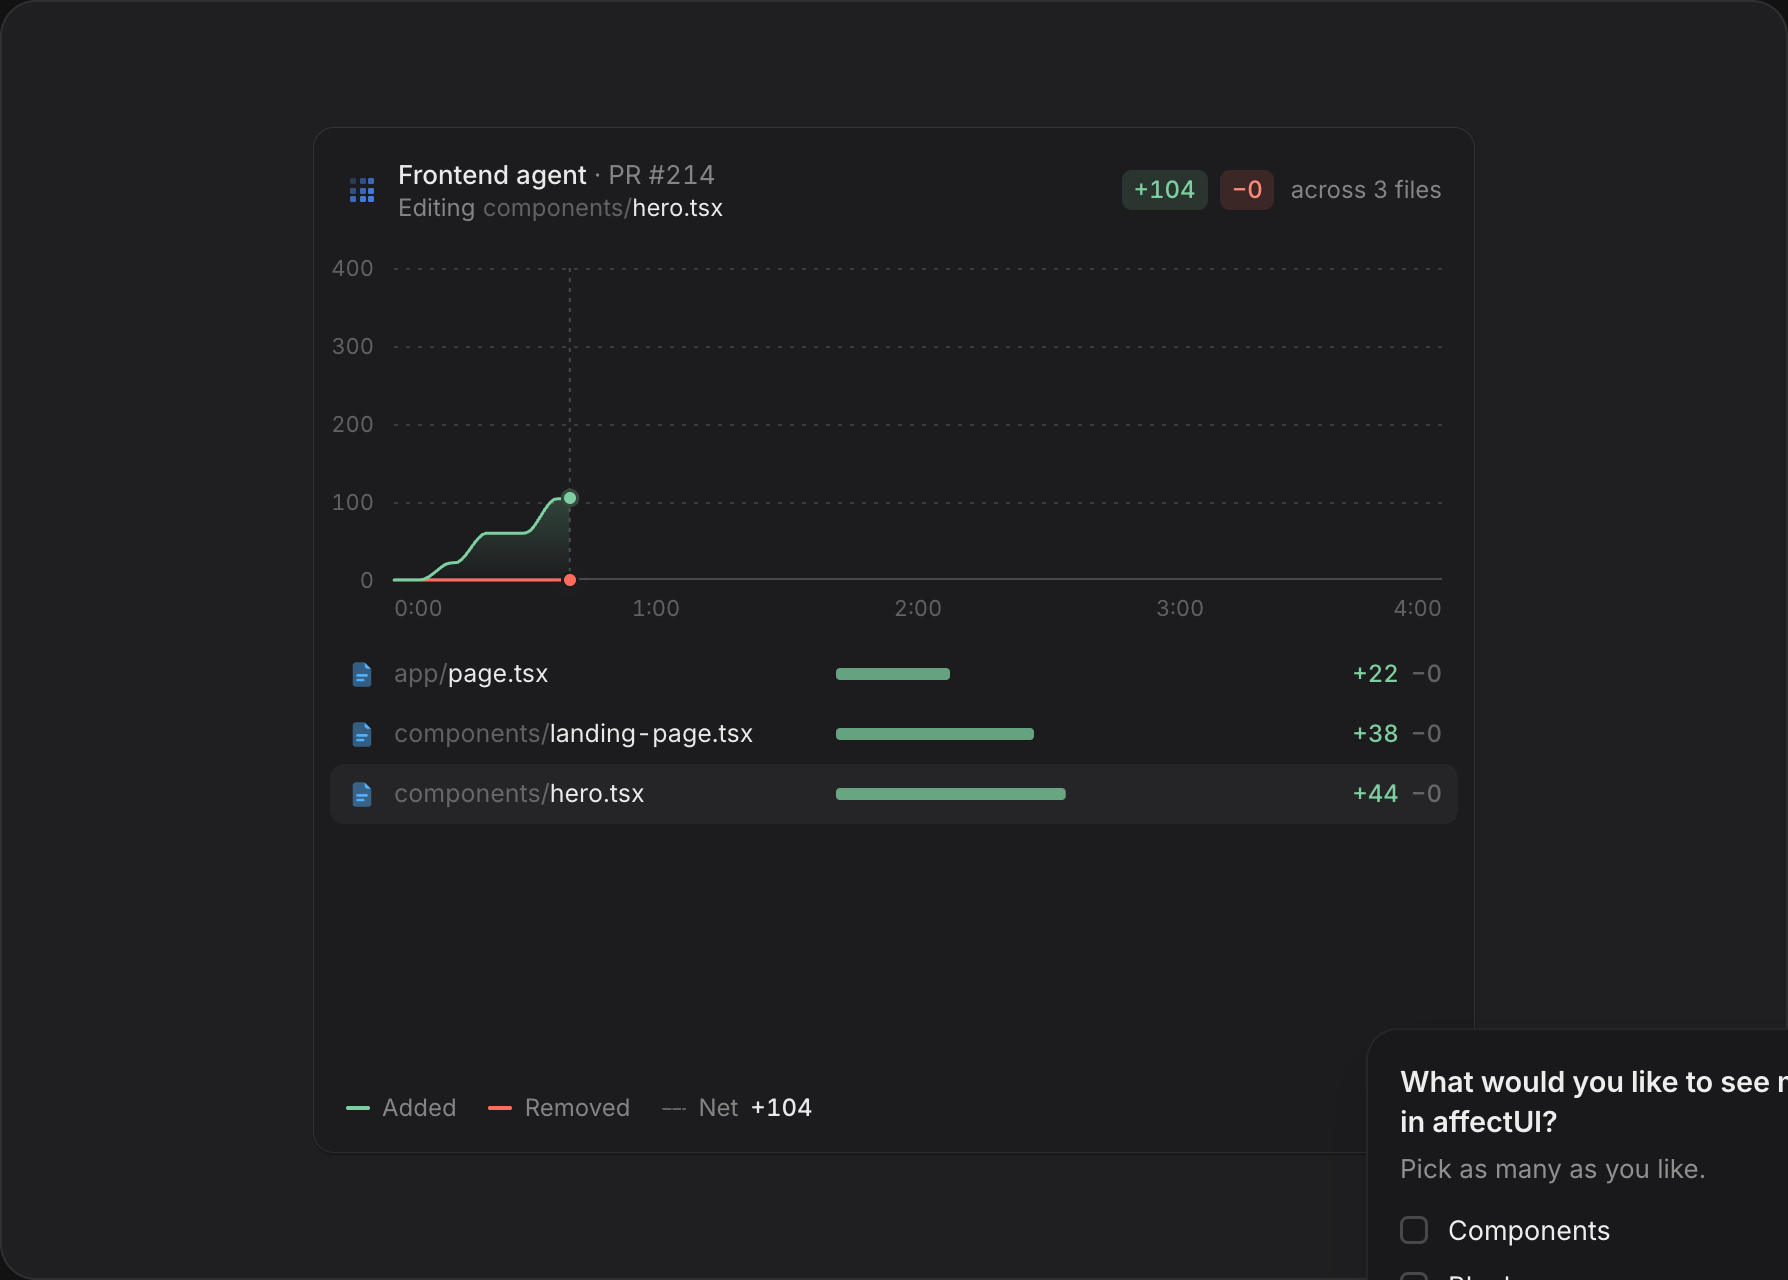 Frontend agent · PR #214
Editing components/hero.tsx
+104 −0 across 3 files
400
300
200
100
0
0:00 1:00 2:00 3:00 4:00
app/page.tsx +22 −0
components/landing-page.tsx +38 −0
components/hero.tsx +44 −0
Added Removed Net +104
What would you like to see
in affectUI?
Pick as many as you like.
Components